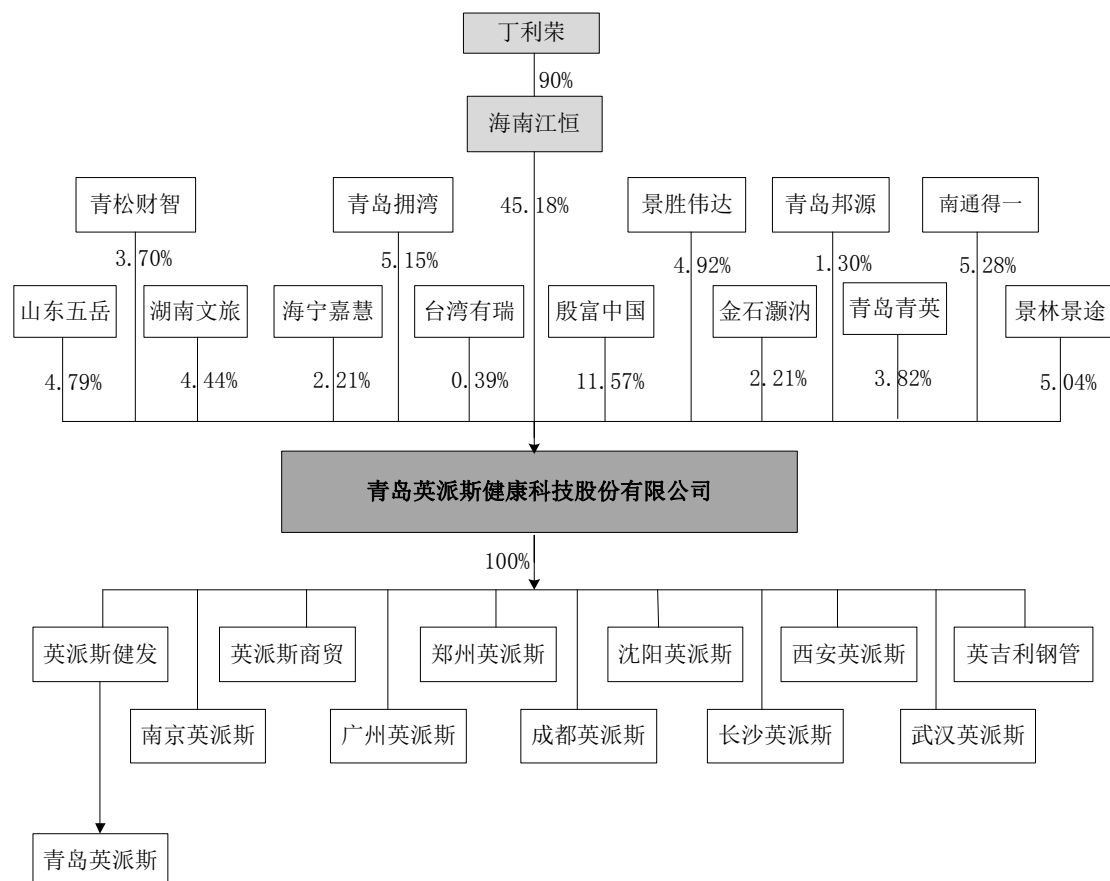 丁利荣
90%
海南江恒
青松财智
青岛拥湾
45.18%
景胜伟达
青岛邦源
南通得一
3.70%
5.15%
4.92%
1.30%
5.28%
山东五岳
湖南文旅
海宁嘉慧
台湾有瑞
殷富中国
金石灏汭
青岛青英
景林景途
4.79%
4.44%
2.21%
0.39%
11.57%
2.21%
3.82%
5.04%
青岛英派斯健康科技股份有限公司
100%
英派斯健发
英派斯商贸
郑州英派斯
沈阳英派斯
西安英派斯
英吉利钢管
南京英派斯
广州英派斯
成都英派斯
长沙英派斯
武汉英派斯
青岛英派斯